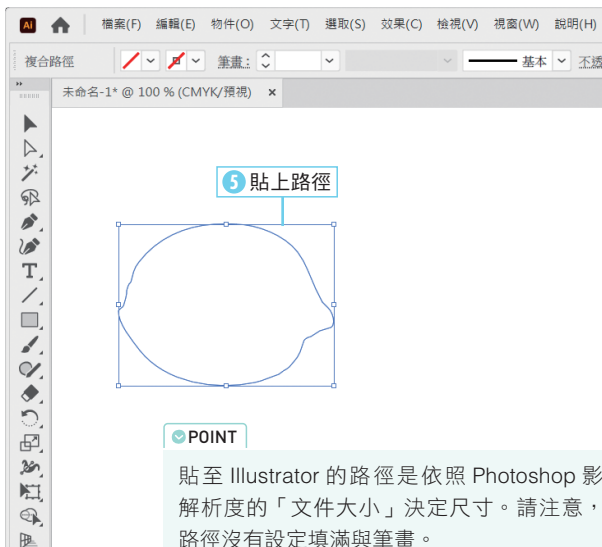 Ai 檔案(F) 編輯(E) 物件(O) 文字(T) 選取(S) 效果(C) 檢視(V) 視窗(W) 說明(H)
複合路徑 筆畫: 基本 不透
未命名-1* @ 100 % (CMYK/預視) ×
5 貼上路徑
POINT
貼至 Illustrator 的路徑是依照 Photoshop 影
解析度的「文件大小」決定尺寸。請注意，
路徑沒有設定填滿與筆畫。